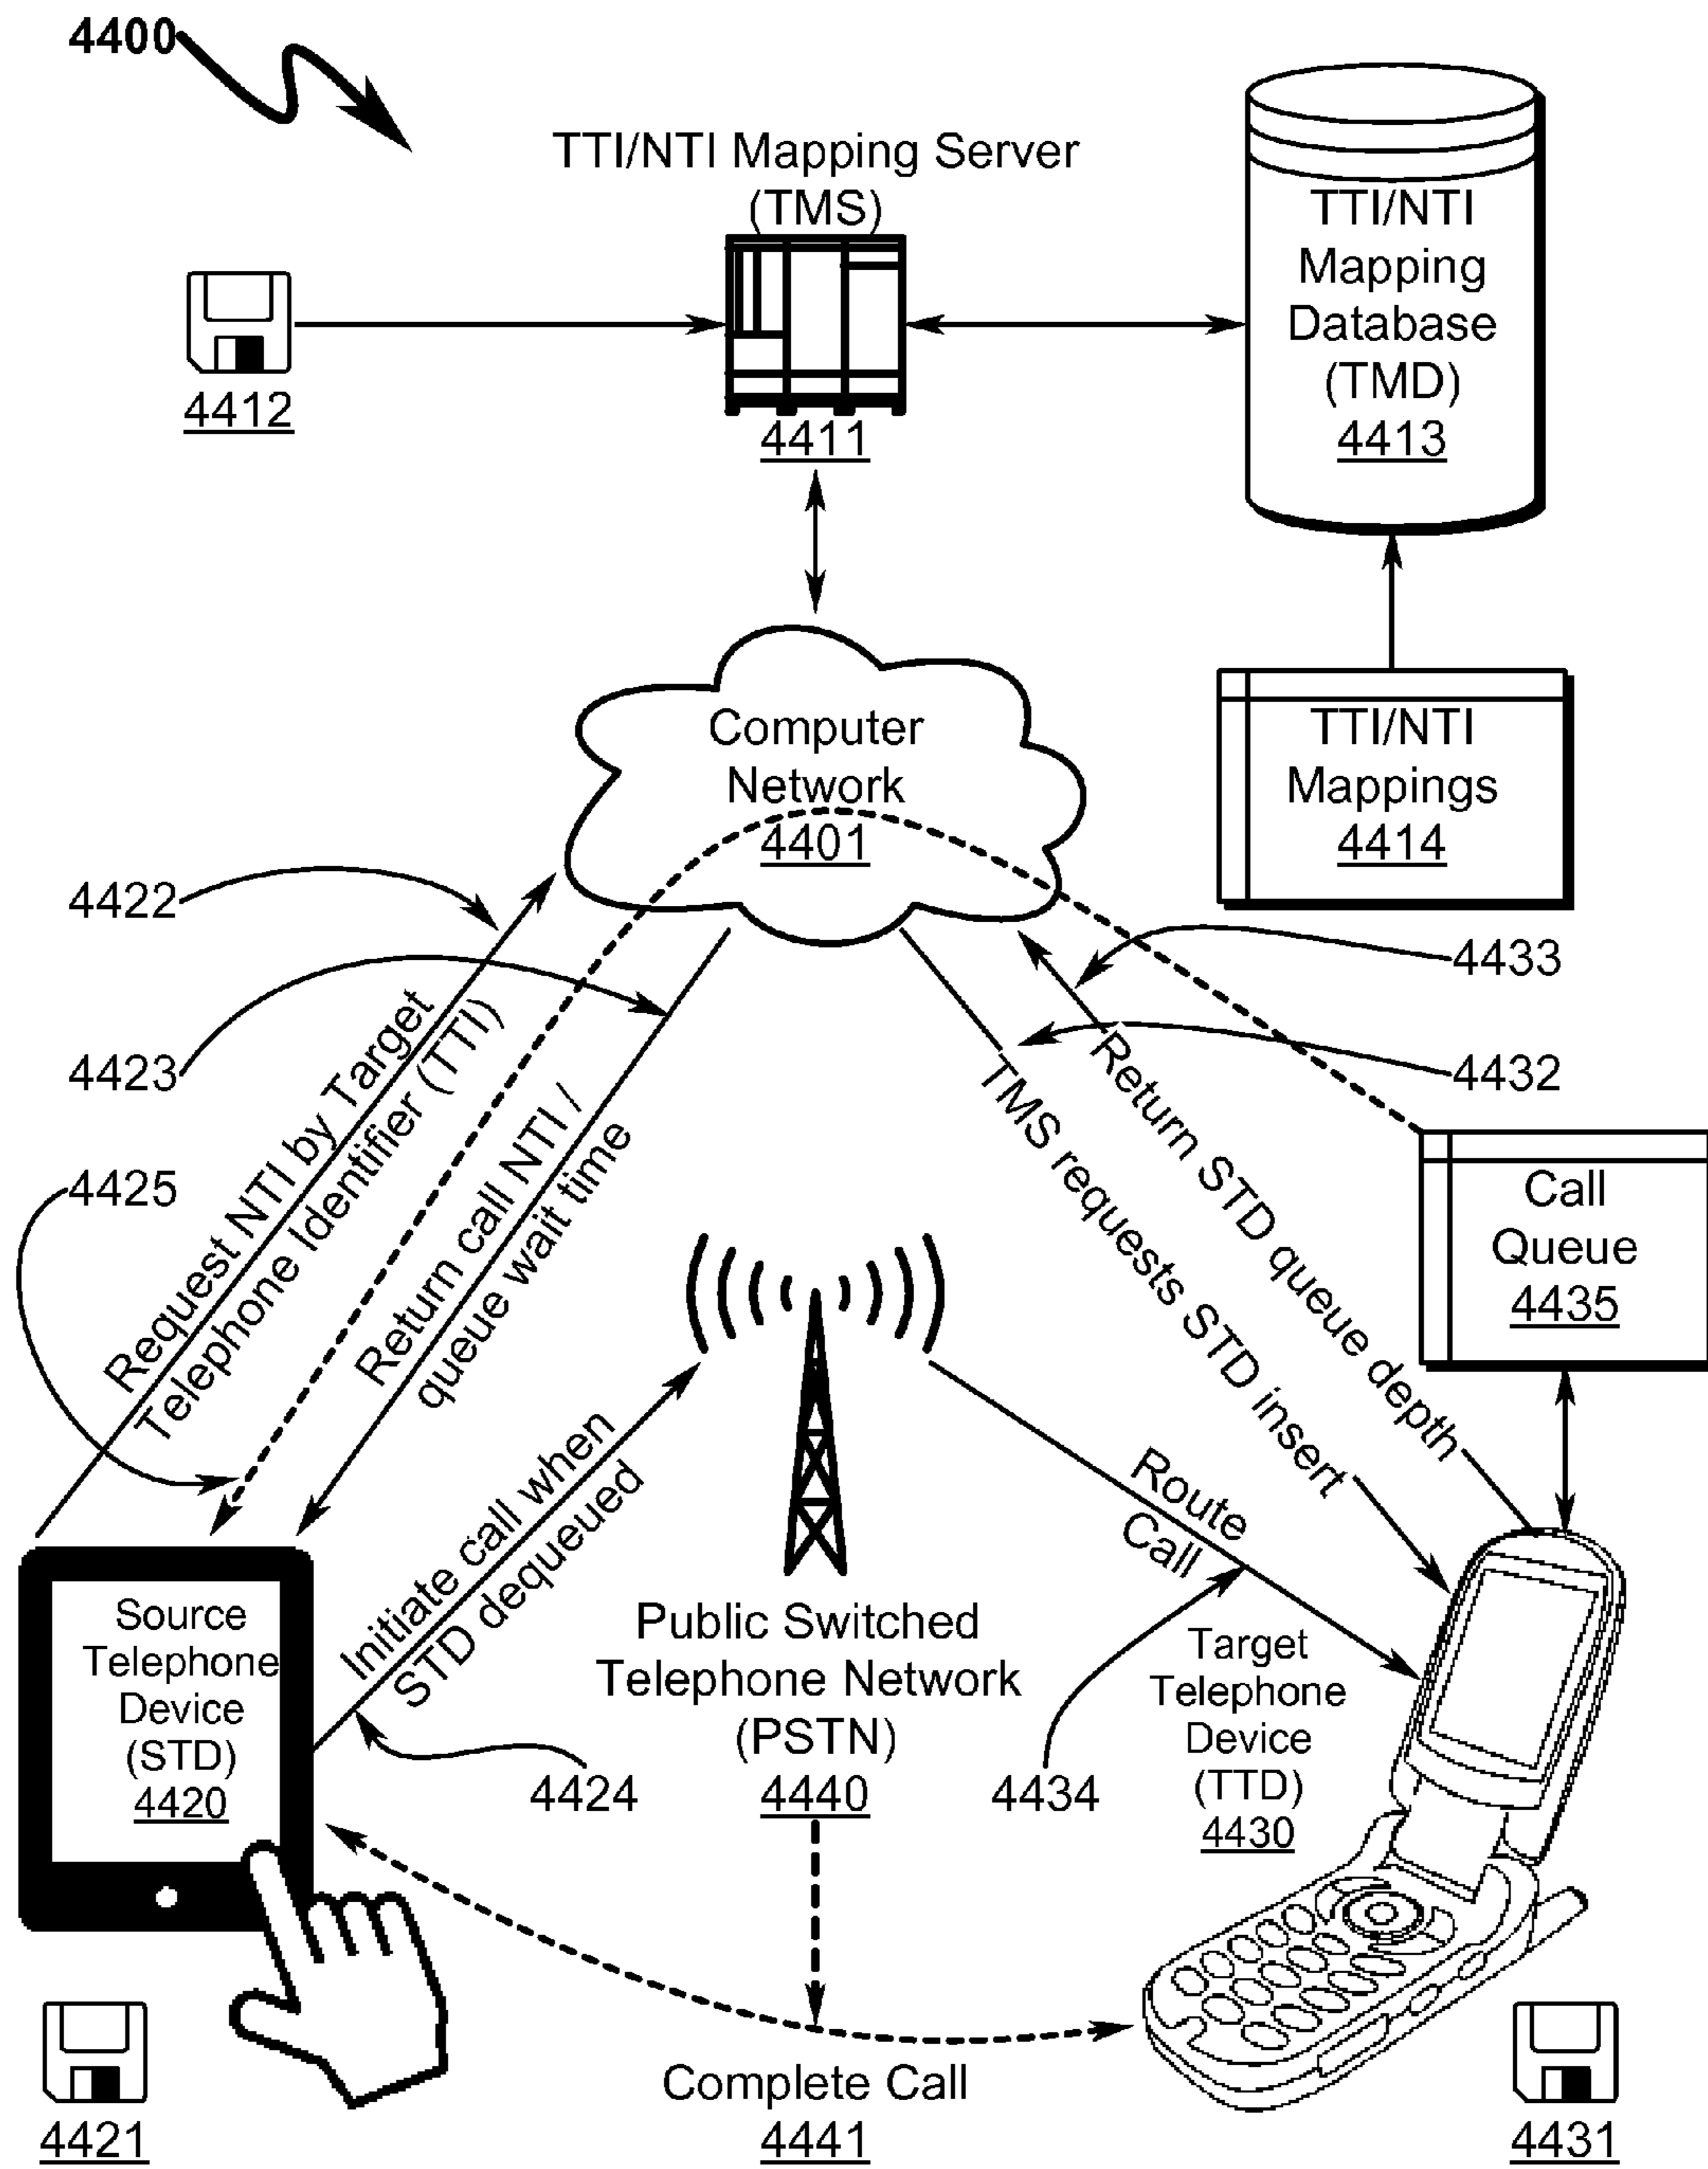 4400
TTI/NTI Mapping Server
(TMS)
4411
4412
TTI/NTI
Mapping
Database
(TMD)
4413
TTI/NTI
Mappings
4414
Computer
Network
4401
4422
4423
4425
4433
4432
Request NTI by Target
Telephone Identifier (TTI)
Return call NTI /
queue wait time
TMS requests STD insert
Return STD queue depth
Call
Queue
4435
Initiate call when
STD dequeued
Route
Call
Source
Telephone
Device
(STD)
4420
4424
Public Switched
Telephone Network
(PSTN)
4440
4434
Target
Telephone
Device
(TTD)
4430
Complete Call
4441
4421
4431